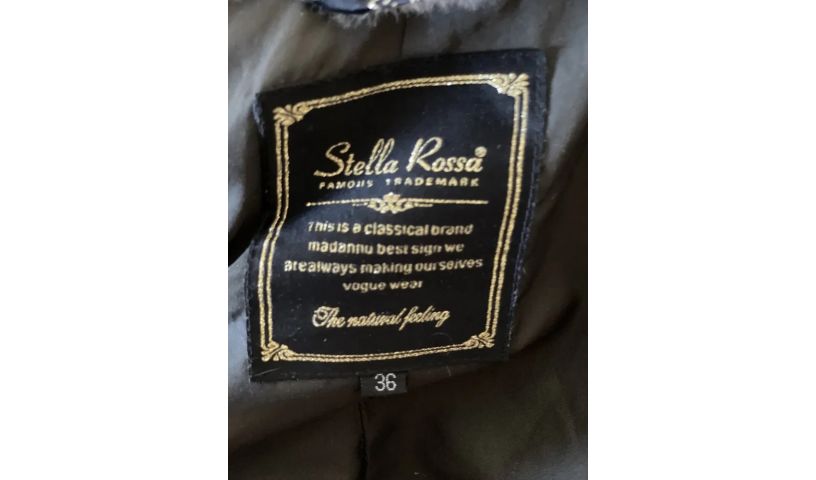 Stella Rossa®
FAMOUS TRADEMARK
This is a classical brand
madannu best sign we
arealways making ourselves
vogue wear
The natural feeling
36